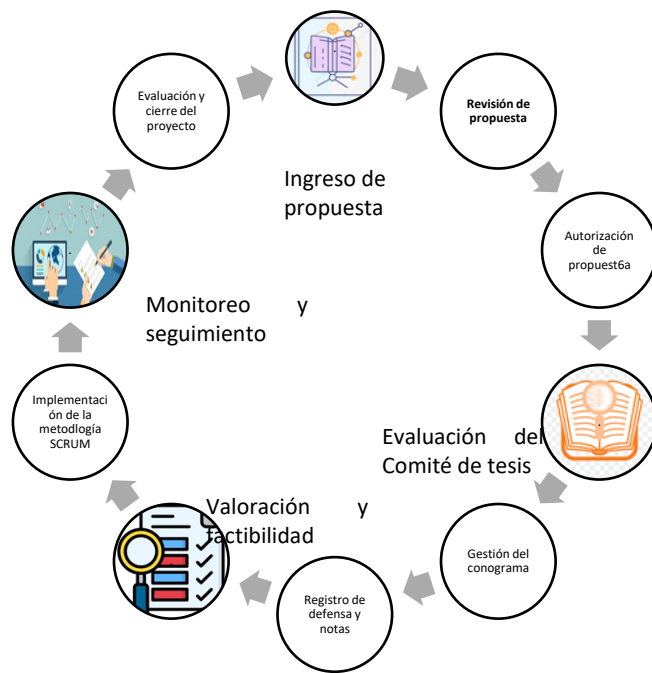 Evaluación y
cierre del
proyecto
Revisión de
propuesta
Ingreso de
propuesta
Autorización
de
propuest6a
Monitoreo y
seguimiento
Implementaci
ón de la
metodlogía
SCRUM
Evaluación del
Comité de tesis
Valoración y
factibilidad
Gestión del
conograma
Registro de
defensa y
notas